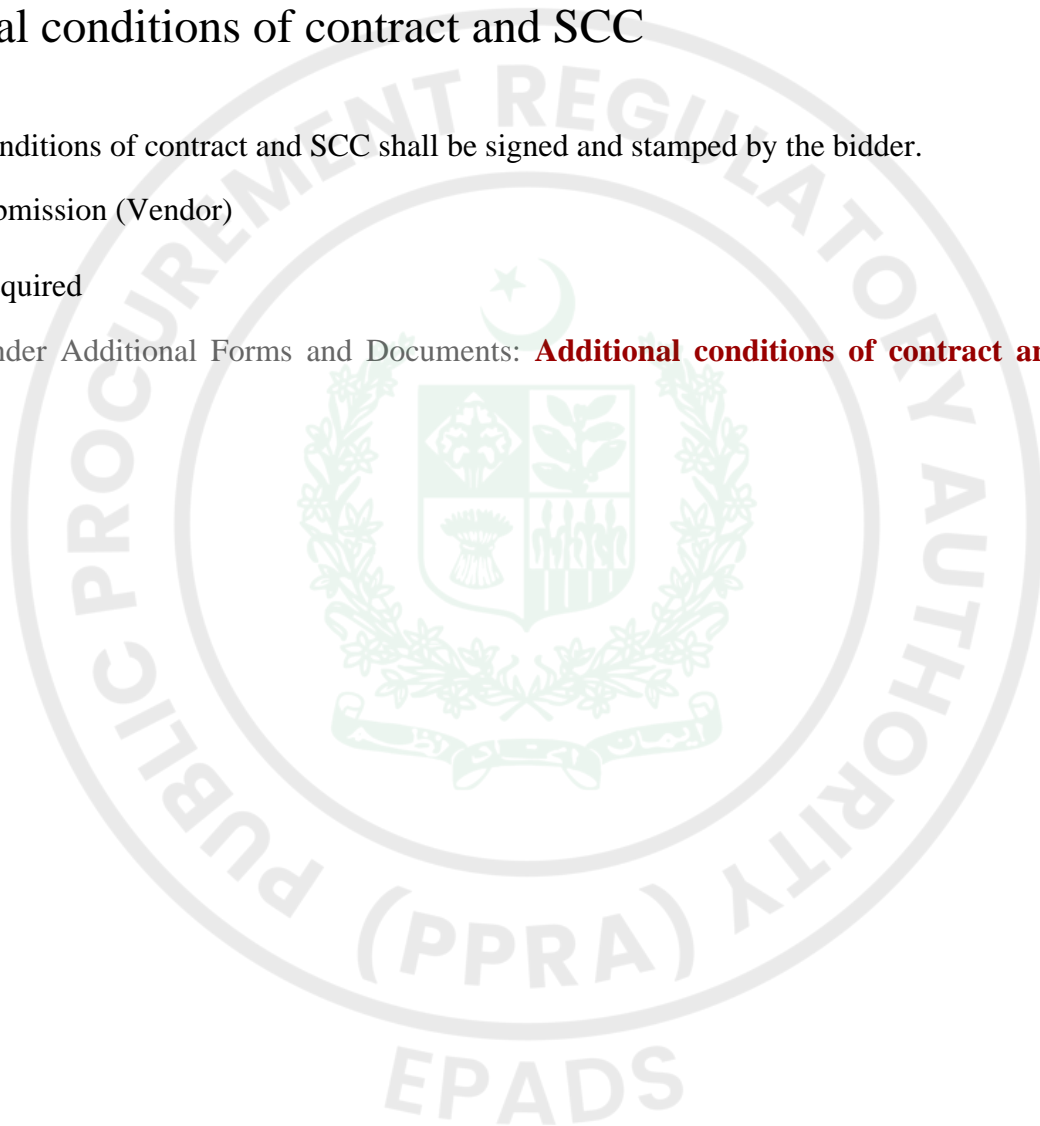 al conditions of contract and SCC
nditions of contract and SCC shall be signed and stamped by the bidder.
bmission (Vendor)
quired
nder Additional Forms and Documents: Additional conditions of contract an
PUBLIC PROCUREMENT REGULATORY AUTHORITY
(PPRA)
EPADS